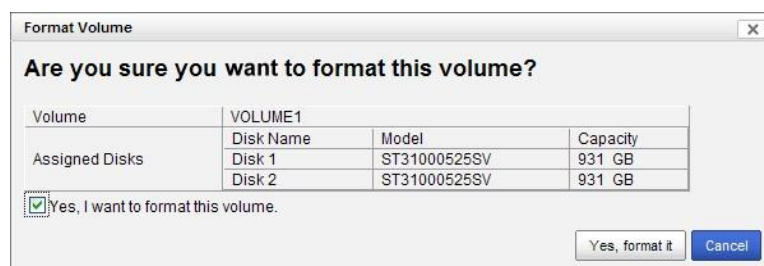 Format Volume
Are you sure you want to format this volume?
Volume VOLUME1
Assigned Disks
Disk Name Model Capacity
Disk 1 ST31000525SV 931 GB
Disk 2 ST31000525SV 931 GB
Yes, I want to format this volume.
Yes, format it Cancel